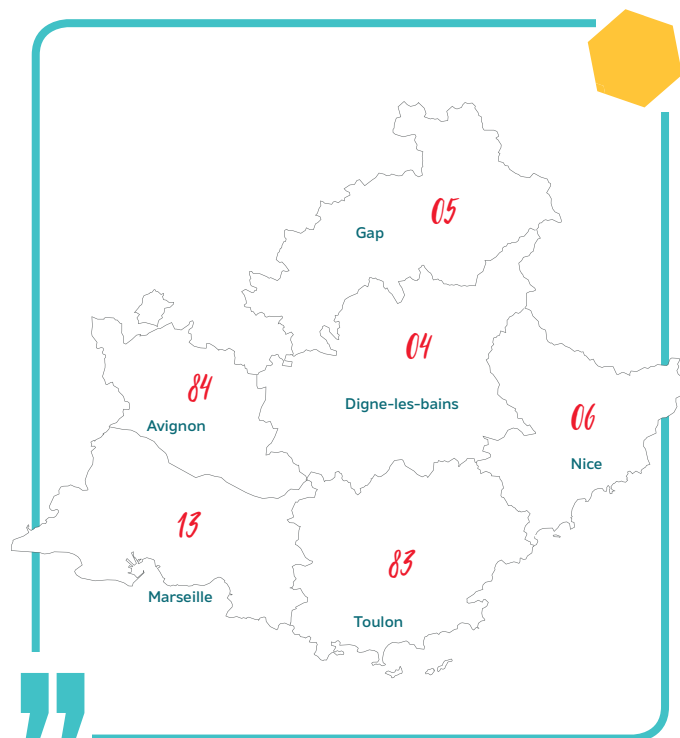 05
Gap
04
84
Digne-les-bains
Avignon
06
Nice
13
83
Marseille
Toulon